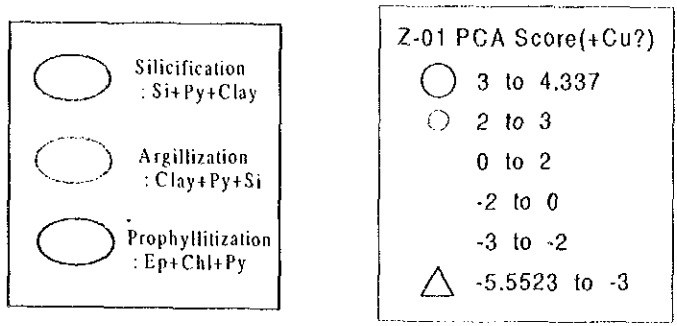 Silicification
: Si+Py+Clay
Argillization
: Clay+Py+Si
Prophyllitization
: Ep+Chl+Py
Z-01 PCA Score(+Cu?)
3 to 4.337
2 to 3
0 to 2
-2 to 0
-3 to -2
-5.5523 to -3